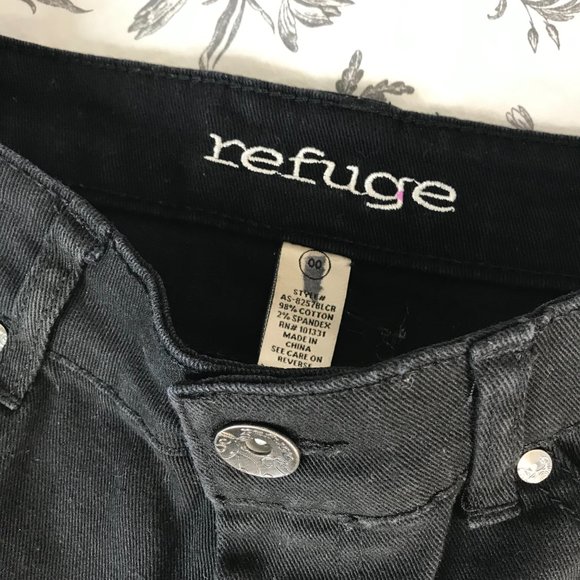 refuge
00
STYLE#
AS-8257BLCR
98% COTTON
2% SPANDEX
RN# 101331
MADE IN
CHINA
SEE CARE ON
REVERSE